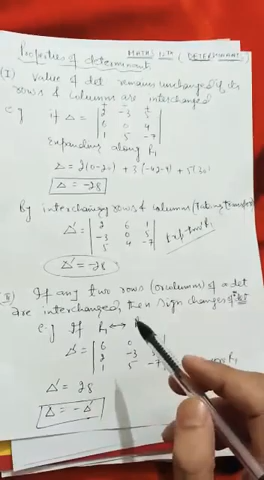 MATH 12th (DETERMINANT)
Properties of determinant
(I) Value of det remains unchanged if its
rows & columns are interchanged
e.g if Δ = | 2 -3 5 |
| 6 0 4 |
| 1 5 -7 |
Expanding along R₁
Δ = 2(0-20) + 3(-42-4) + 5(30)
Δ = -28
By interchanging rows & columns (taking transpose)
Δ' = | 2 6 1 |
| -3 0 5 |
| 5 4 -7 |
Δ' = -28
(II) If any two rows (or columns) of a det
are interchanged, then sign changes of det
e.g If R₁ ↔
Δ' = | 6 0
| 2 -3
| 1 5 -7
R₁
Δ' = 28
Δ = -Δ'